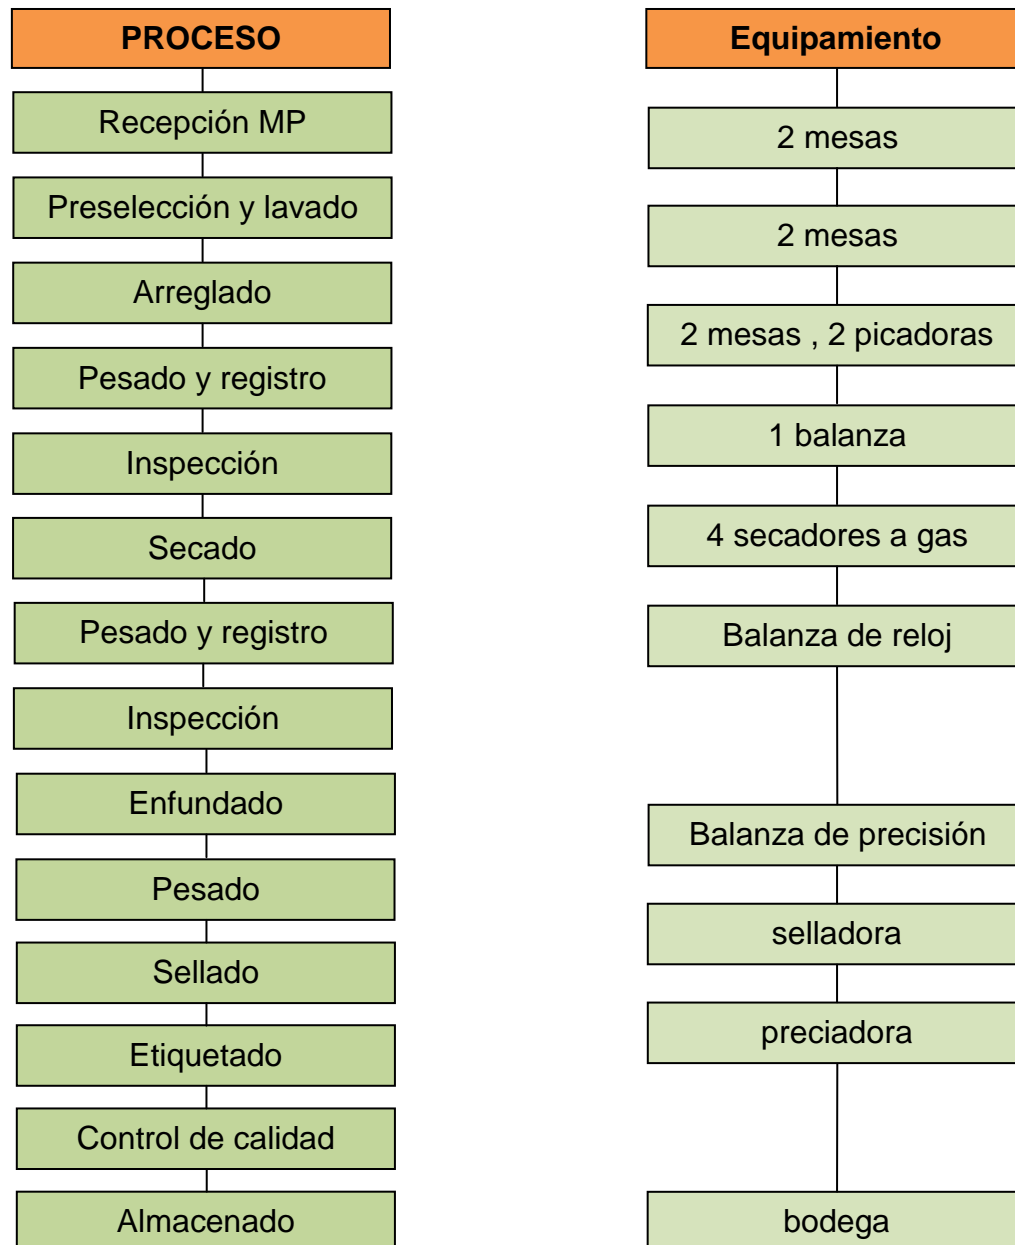 PROCESO
Recepción MP
Preselección y lavado
Arreglado
Pesado y registro
Inspección
Secado
Pesado y registro
Inspección
Enfundado
Pesado
Sellado
Etiquetado
Control de calidad
Almacenado
Equipamiento
2 mesas
2 mesas
2 mesas , 2 picadoras
1 balanza
4 secadores a gas
Balanza de reloj
Balanza de precisión
selladora
preciadora
bodega